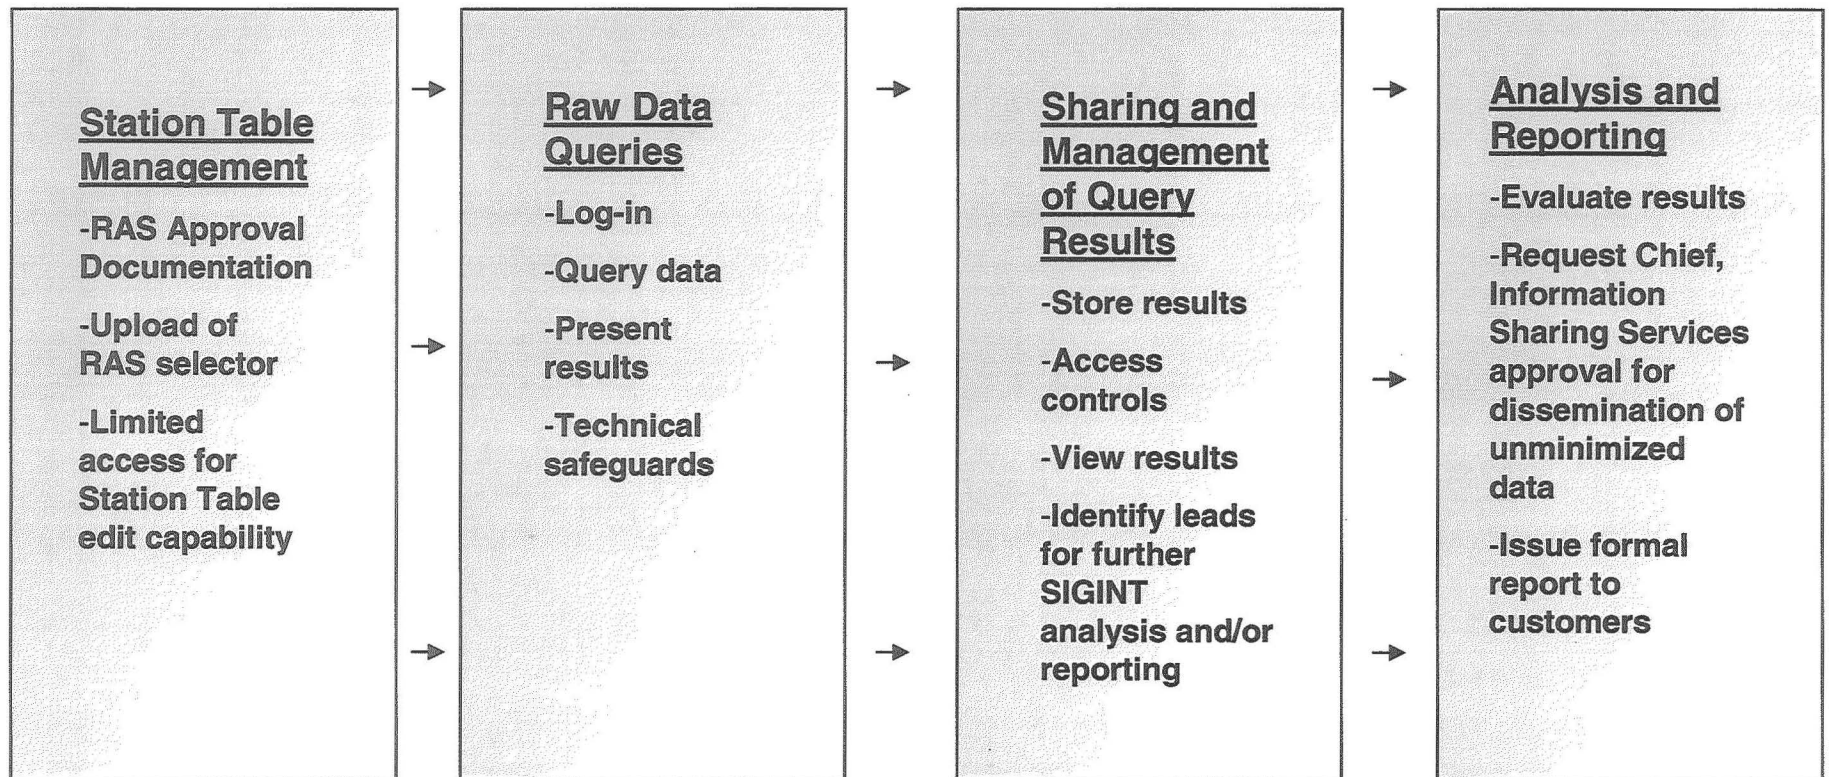 Station Table
Management
-RAS Approval
Documentation
-Upload of
RAS selector
-Limited
access for
Station Table
edit capability
Raw Data
Queries
-Log-in
-Query data
-Present
results
-Technical
safeguards
Sharing and
Management
of Query
Results
-Store results
-Access
controls
-View results
-Identify leads
for further
SIGINT
analysis and/or
reporting
Analysis and
Reporting
-Evaluate results
-Request Chief,
Information
Sharing Services
approval for
dissemination of
unminimized
data
-Issue formal
report to
customers